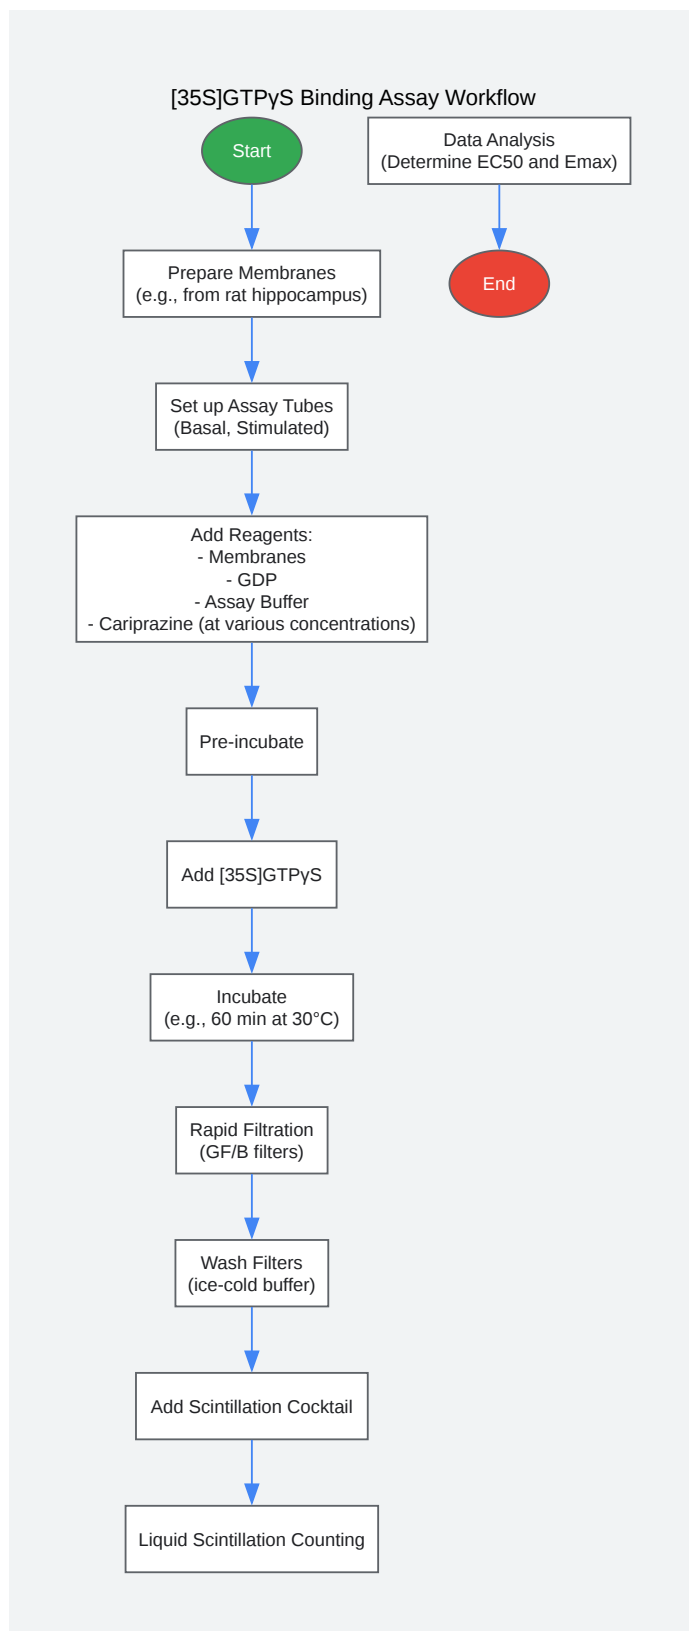 [35S]GTPγS Binding Assay Workflow
Start
Prepare Membranes
(e.g., from rat hippocampus)
Set up Assay Tubes
(Basal, Stimulated)
Add Reagents:
- Membranes
- GDP
- Assay Buffer
- Cariprazine (at various concentrations)
Pre-incubate
Add [35S]GTPγS
Incubate
(e.g., 60 min at 30°C)
Rapid Filtration
(GF/B filters)
Wash Filters
(ice-cold buffer)
Add Scintillation Cocktail
Liquid Scintillation Counting
Data Analysis
(Determine EC50 and Emax)
End